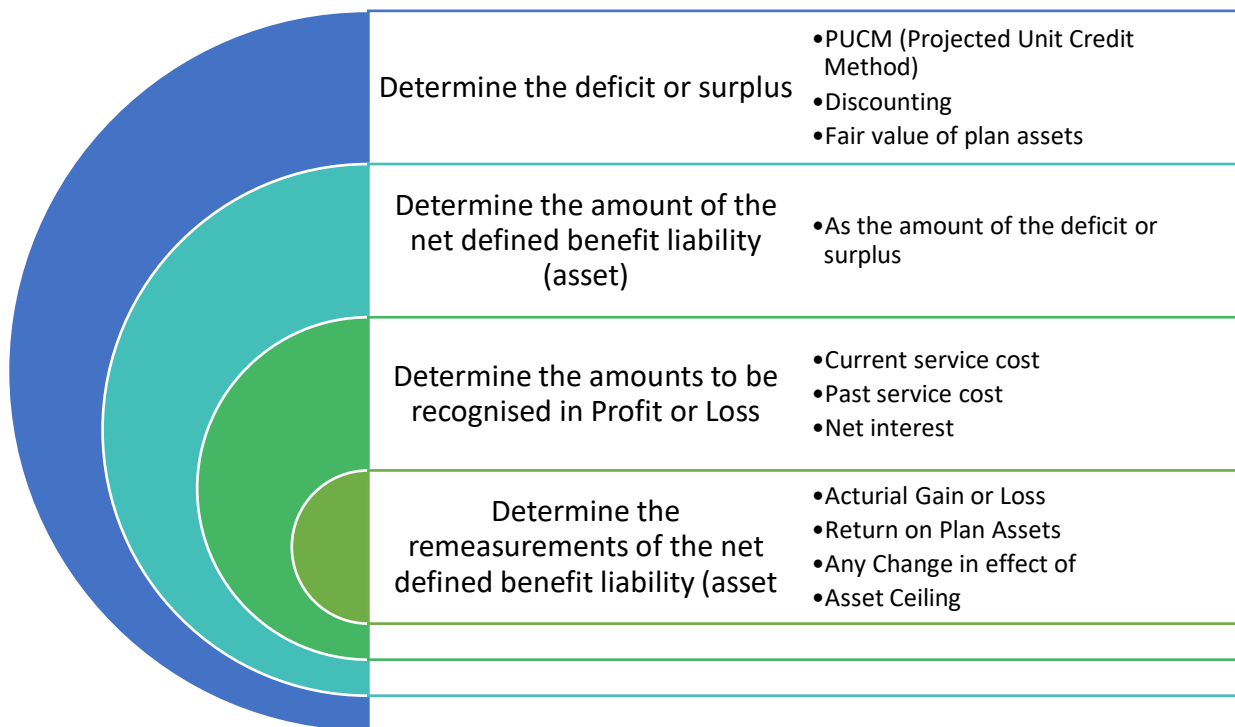 Determine the deficit or surplus
•PUCM (Projected Unit Credit
Method)
•Discounting
•Fair value of plan assets
Determine the amount of the
net defined benefit liability
(asset)
•As the amount of the deficit or
surplus
Determine the amounts to be
recognised in Profit or Loss
•Current service cost
•Past service cost
•Net interest
Determine the
remeasurements of the net
defined benefit liability (asset
•Acturial Gain or Loss
•Return on Plan Assets
•Any Change in effect of
•Asset Ceiling